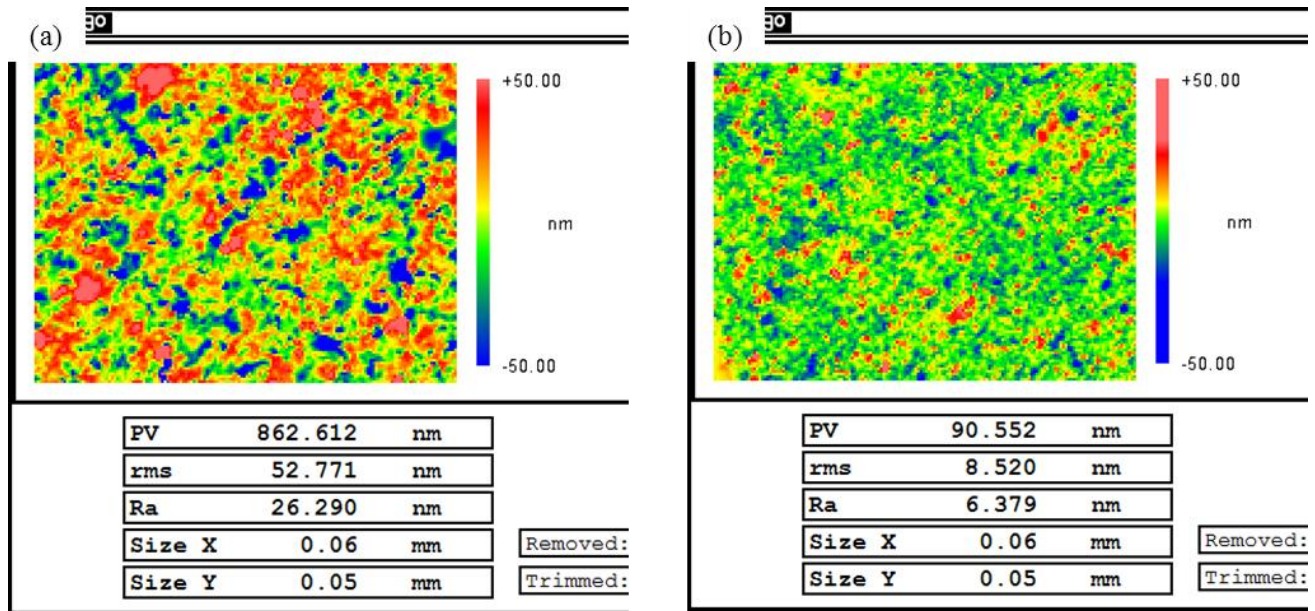 (a)
go
+50.00
nm
-50.00
PV 862.612 nm
rms 52.771 nm
Ra 26.290 nm
Size X 0.06 mm
Size Y 0.05 mm
Removed:
Trimmed:
(b)
go
+50.00
nm
-50.00
PV 90.552 nm
rms 8.520 nm
Ra 6.379 nm
Size X 0.06 mm
Size Y 0.05 mm
Removed:
Trimmed: